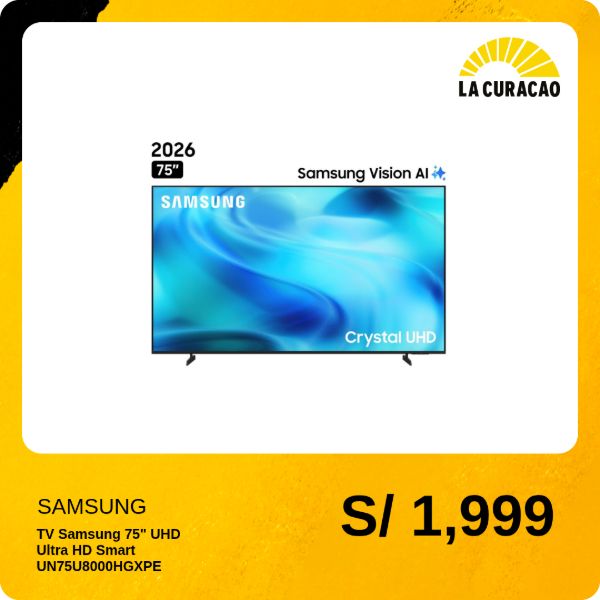 LA CURACAO
2026
75"
Samsung Vision AI
SAMSUNG
Crystal UHD
SAMSUNG
S/ 1,999
TV Samsung 75" UHD
Ultra HD Smart
UN75U8000HGXPE